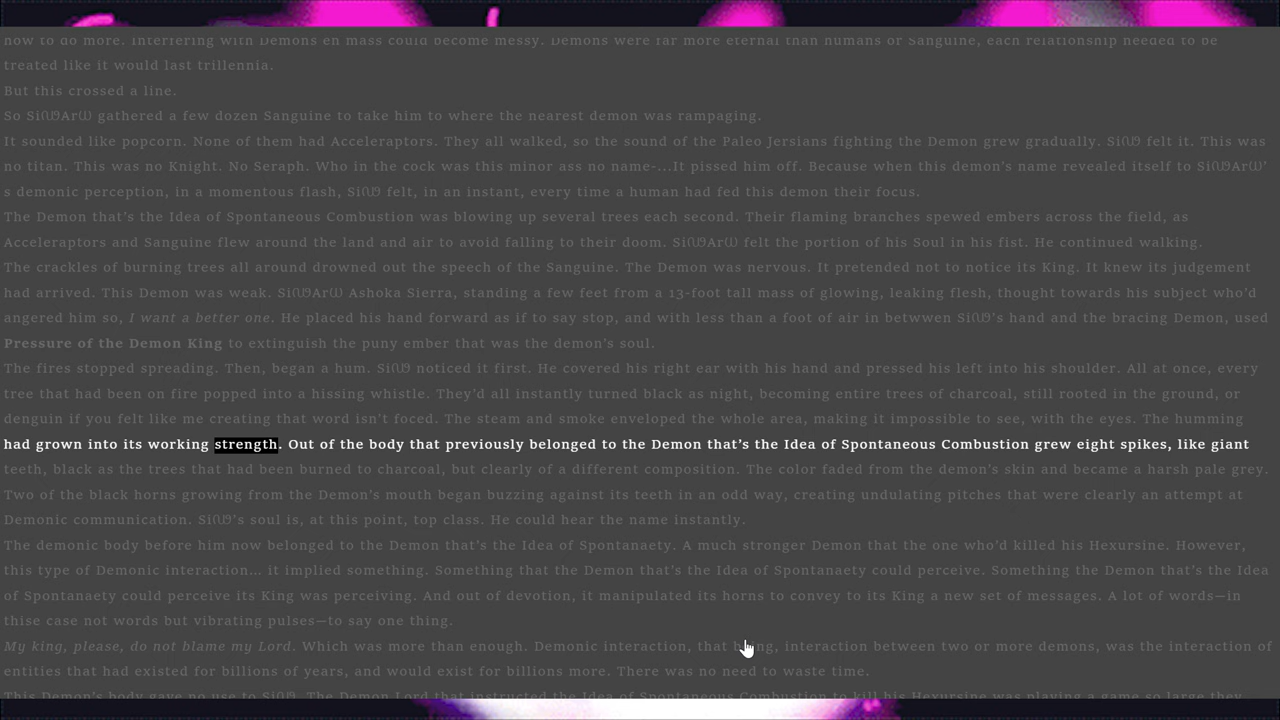 now to do more. Interfering with Demons en mass could become messy. Demons were far more eternal than humans or Sanguine, each relationship needed to be
treated like it would last trillennia.
But this crossed a line.
So gathered a few dozen Sanguine to take him to where the nearest demon was rampaging.
It sounded like popcorn. None of them had Acceleraptors. They all walked, so the sound of the Paleo Jersians fighting the Demon grew gradually. felt it. This was
no titan. This was no Knight. No Seraph. Who in the cock was this minor ass no name-...It pissed him off. Because when this demon’s name revealed itself to
s demonic perception, in a momentous flash, felt, in an instant, every time a human had fed this demon their focus.
The Demon that’s the Idea of Spontaneous Combustion was blowing up several trees each second. Their flaming branches spewed embers across the field, as
Acceleraptors and Sanguine flew around the land and air to avoid falling to their doom. felt the portion of his Soul in his fist. He continued walking.
The crackles of burning trees all around drowned out the speech of the Sanguine. The Demon was nervous. It pretended not to notice its King. It knew its judgement
had arrived. This Demon was weak. Ashoka Sierra, standing a few feet from a 13-foot tall mass of glowing, leaking flesh, thought towards his subject who’d
angered him so, I want a better one. He placed his hand forward as if to say stop, and with less than a foot of air in betwwen hand and the bracing Demon, used
Pressure of the Demon King to extinguish the puny ember that was the demon’s soul.
The fires stopped spreading. Then, began a hum. noticed it first. He covered his right ear with his hand and pressed his left into his shoulder. All at once, every
tree that had been on fire popped into a hissing whistle. They’d all instantly turned black as night, becoming entire trees of charcoal, still rooted in the ground, or
denguin if you felt like me creating that word isn’t foced. The steam and smoke enveloped the whole area, making it impossible to see, with the eyes. The humming
had grown into its working strength. Out of the body that previously belonged to the Demon that’s the Idea of Spontaneous Combustion grew eight spikes, like giant
teeth, black as the trees that had been burned to charcoal, but clearly of a different composition. The color faded from the demon’s skin and became a harsh pale grey.
Two of the black horns growing from the Demon’s mouth began buzzing against its teeth in an odd way, creating undulating pitches that were clearly an attempt at
Demonic communication. soul is, at this point, top class. He could hear the name instantly.
The demonic body before him now belonged to the Demon that’s the Idea of Spontanaety. A much stronger Demon that the one who’d killed his Hexursine. However,
this type of Demonic interaction... it implied something. Something that the Demon that’s the Idea of Spontanaety could perceive. Something the Demon that’s the Idea
of Spontanaety could perceive its King was perceiving. And out of devotion, it manipulated its horns to convey to its King a new set of messages. A lot of words—in
thise case not words but vibrating pulses—to say one thing.
My king, please, do not blame my Lord. Which was more than enough. Demonic interaction, that being, interaction between two or more demons, was the interaction of
entities that had existed for billions of years, and would exist for billions more. There was no need to waste time.
This Demon’s body gave no use to The Demon Lord that instructed the Idea of Spontaneous Combustion to kill his Hexursine was playing a game so large they